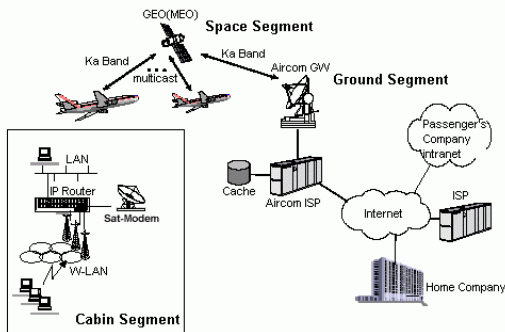 GEO(MEO)
Space Segment
Ka Band
Ka Band
multicast
Aircom GW
Ground Segment
Passenger's
Company
intranet
LAN
IP Router
Sat-Modem
W-LAN
Cabin Segment
Cache
Aircom ISP
Internet
ISP
Home Company